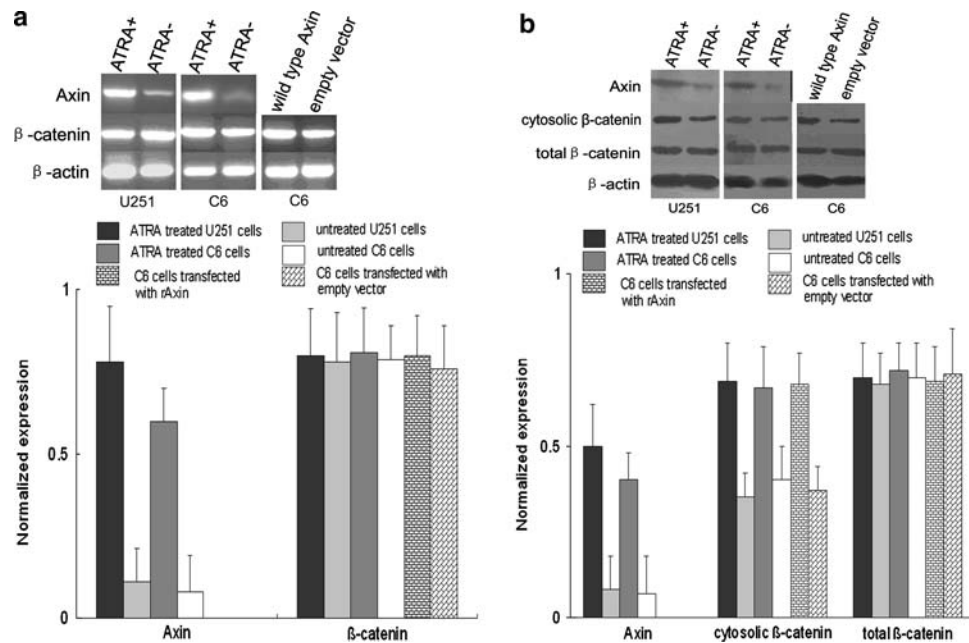 a
ATRA+ ATRA- ATRA+ ATRA- wild type Axin empty vector
Axin
β-catenin
β-actin
U251 C6 C6
ATRA treated U251 cells untreated U251 cells
ATRA treated C6 cells untreated C6 cells
C6 cells transfected with rAxin
C6 cells transfected with empty vector
1
0.5
0
Normalized expression
Axin ß-catenin
b
ATRA+ ATRA- ATRA+ ATRA- wild type Axin empty vector
Axin
cytosolic β-catenin
total β-catenin
β-actin
U251 C6 C6
ATRA treated U251 cells untreated U251 cells
ATRA treated C6 cells untreated C6 cells
C6 cells transfected with rAxin
C6 cells transfected with empty vector
1
0.5
0
Normalized expression
Axin cytosolic ß-catenin total ß-catenin